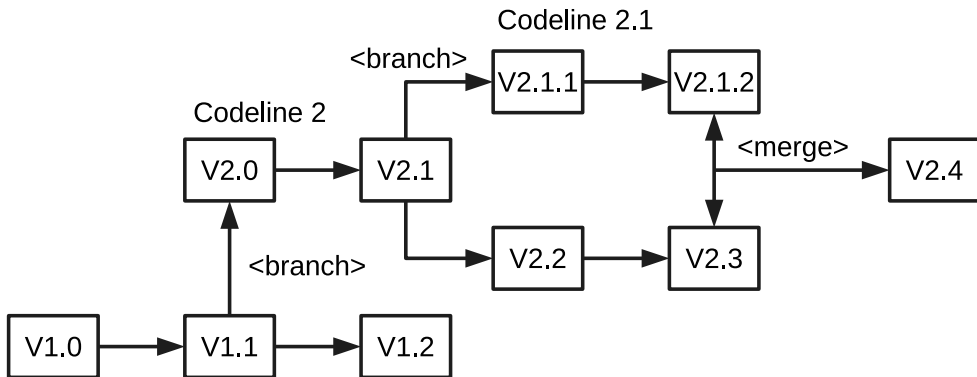 Codeline 2.1
<branch>
V2.1.1
V2.1.2
Codeline 2
<merge>
V2.0
V2.1
V2.4
<branch>
V2.2
V2.3
V1.0
V1.1
V1.2